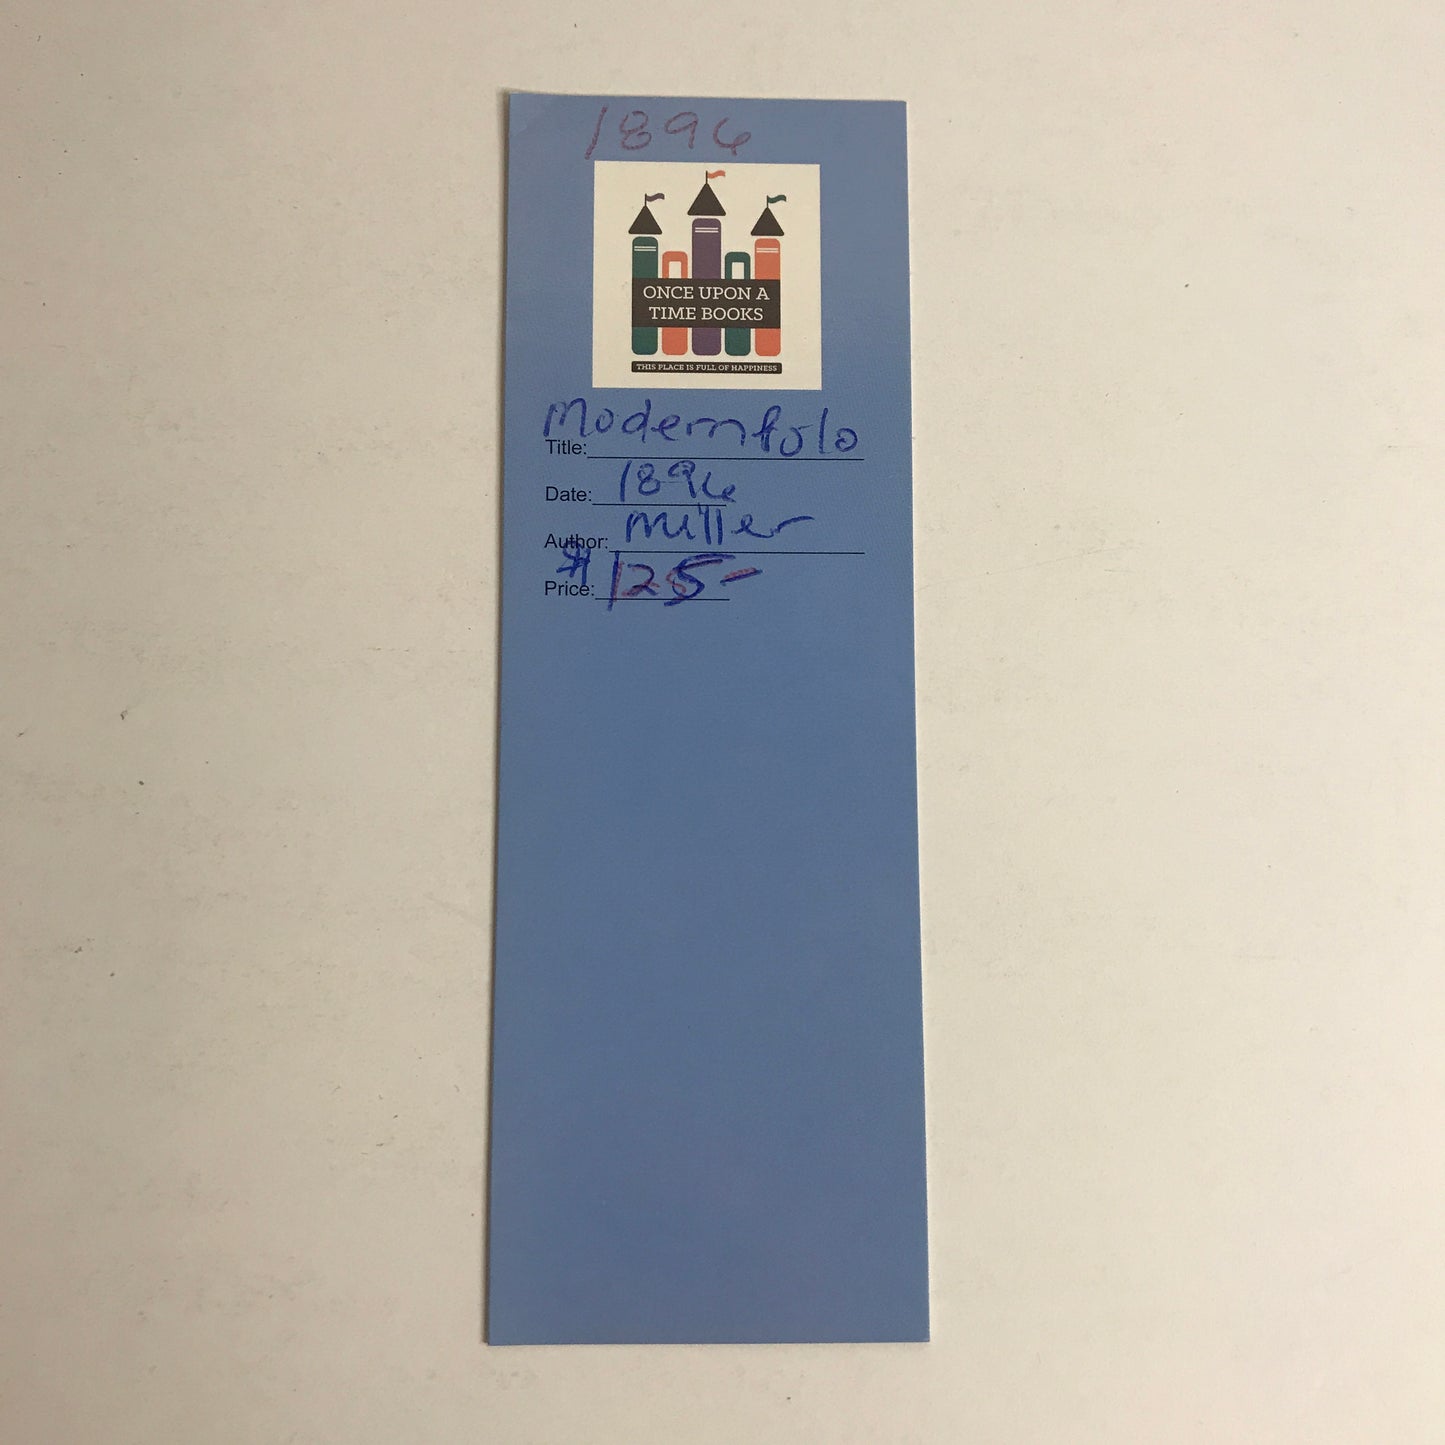 1896
ONCE UPON A
TIME BOOKS
THIS PLACE IS FULL OF HAPPINESS
Title: Modern polo
Date: 1896
Author: Miller
Price: $125-